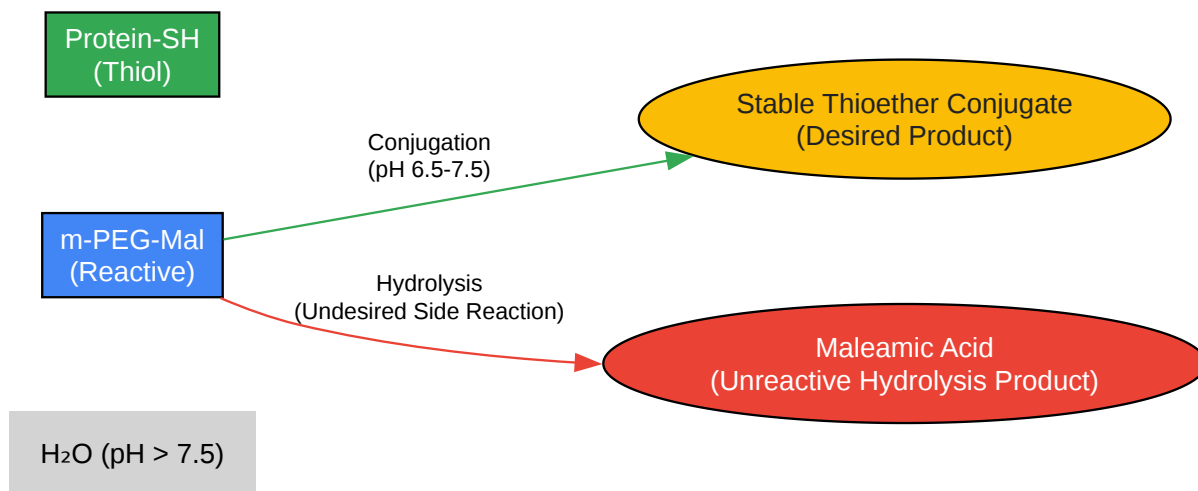 Protein-SH
(Thiol)
Stable Thioether Conjugate
(Desired Product)
Conjugation
(pH 6.5-7.5)
m-PEG-Mal
(Reactive)
Hydrolysis
(Undesired Side Reaction)
Maleamic Acid
(Unreactive Hydrolysis Product)
H₂O (pH > 7.5)